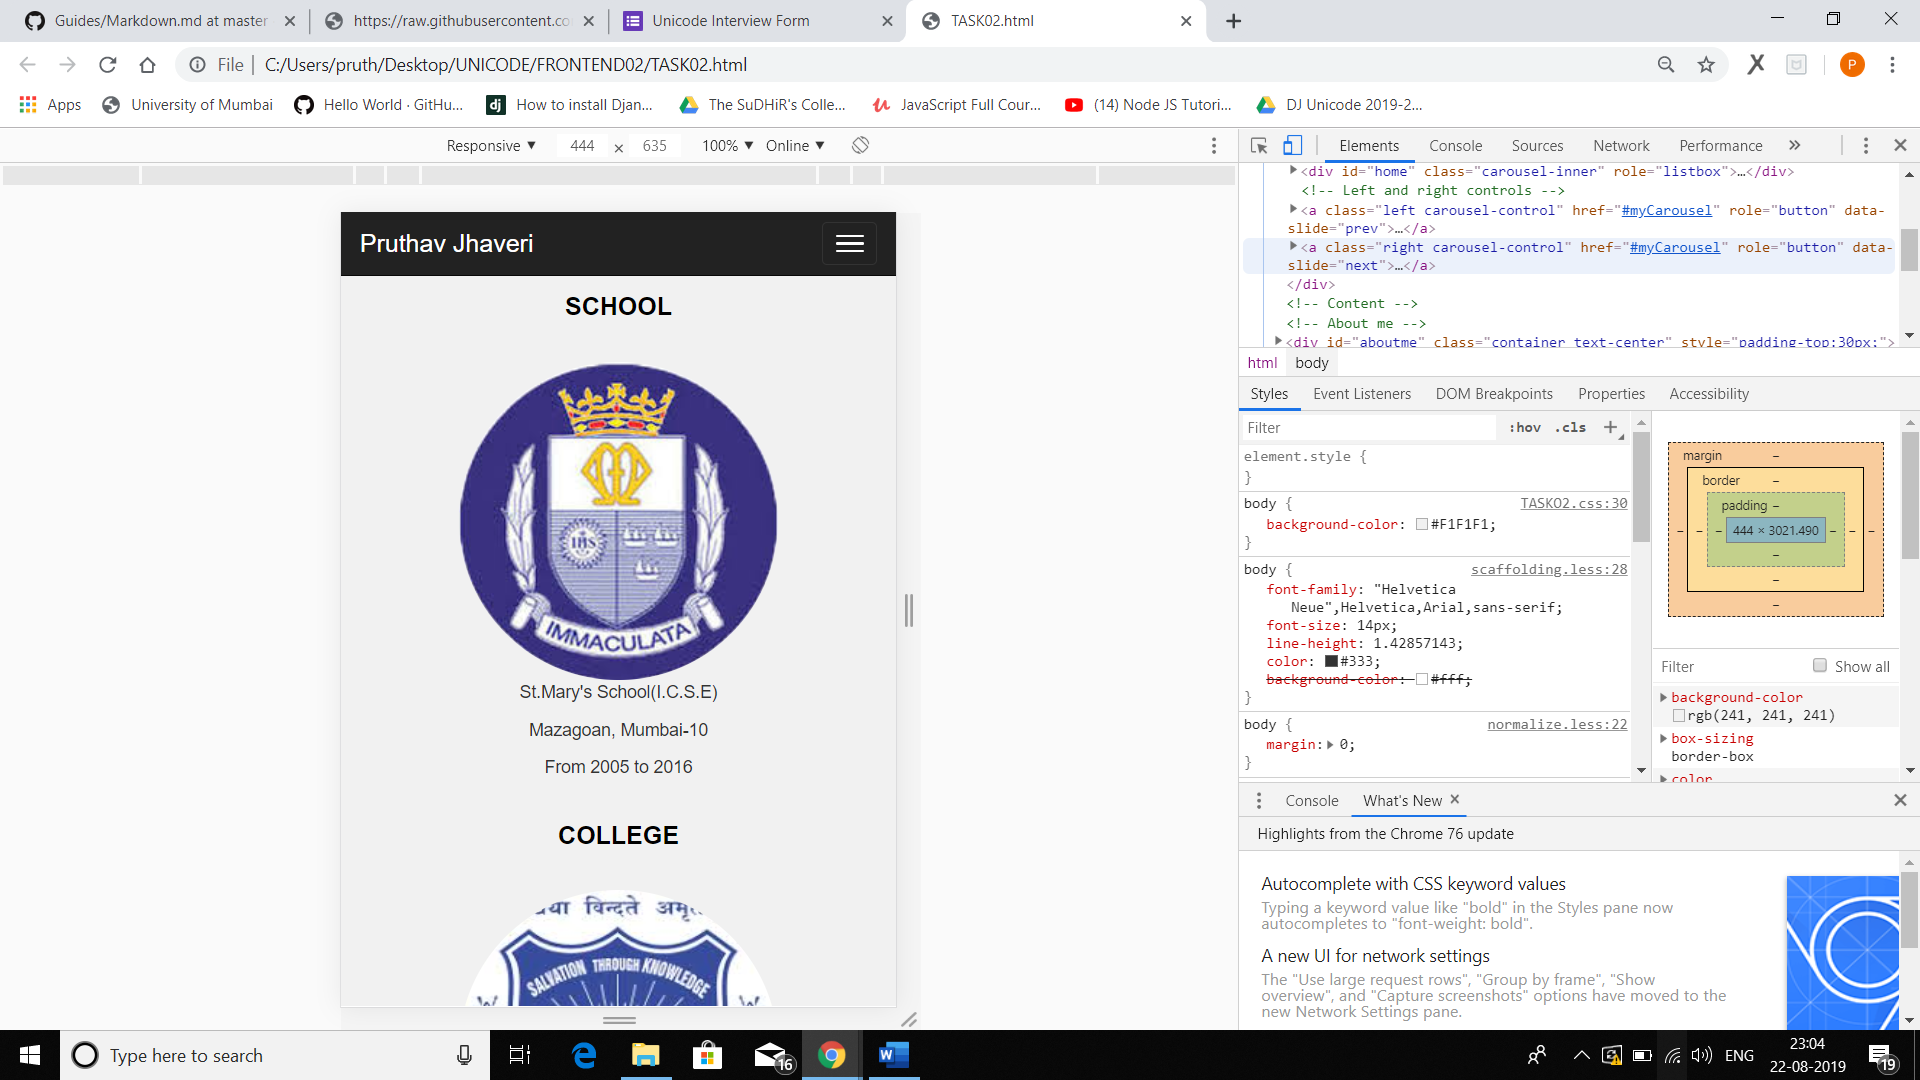 Guides/Markdown.md at master
https://raw.githubusercontent.co
Unicode Interview Form
TASK02.html
File
C:/Users/pruth/Desktop/UNICODE/FRONTEND02/TASK02.html
P
Apps
University of Mumbai
Hello World · GitHu...
dj
How to install Djan...
The SuDHiR's Colle...
JavaScript Full Cour...
(14) Node JS Tutori...
DJ Unicode 2019-2...
Responsive ▼ 444 × 635 100% ▼ Online ▼
Pruthav Jhaveri
SCHOOL
IHS
IMMACULATA
St.Mary's School(I.C.S.E)
Mazagoan, Mumbai-10
From 2005 to 2016
COLLEGE
विन्दते
SALVATION THROUGH KNOWLEDGE
Elements Console Sources Network Performance »
<div id="home" class="carousel-inner" role="listbox">…</div>
<!-- Left and right controls -->
<a class="left carousel-control" href="#myCarousel" role="button" data-
slide="prev">…</a>
<a class="right carousel-control" href="#myCarousel" role="button" data-
slide="next">…</a>
</div>
<!-- Content -->
<!-- About me -->
<div id="aboutme" class="container text-center" style="padding-top:30px;">
html body
Styles Event Listeners DOM Breakpoints Properties Accessibility
Filter :hov .cls +
element.style {
}
body { TASKO2.css:30
background-color: #F1F1F1;
}
body { scaffolding.less:28
font-family: "Helvetica
Neue",Helvetica,Arial,sans-serif;
font-size: 14px;
line-height: 1.42857143;
color: #333;
background-color: #fff;
}
body { normalize.less:22
margin: 0;
}
margin –
border –
padding –
– – – 444 × 3021.490 – – –
–
–
–
Filter Show all
background-color
rgb(241, 241, 241)
box-sizing
border-box
color
Console What's New ×
Highlights from the Chrome 76 update
Autocomplete with CSS keyword values
Typing a keyword value like "bold" in the Styles pane now
autocompletes to "font-weight: bold".
A new UI for network settings
The "Use large request rows", "Group by frame", "Show
overview", and "Capture screenshots" options have moved to the
new Network Settings pane.
Type here to search
16
ENG
23:04
22-08-2019
19